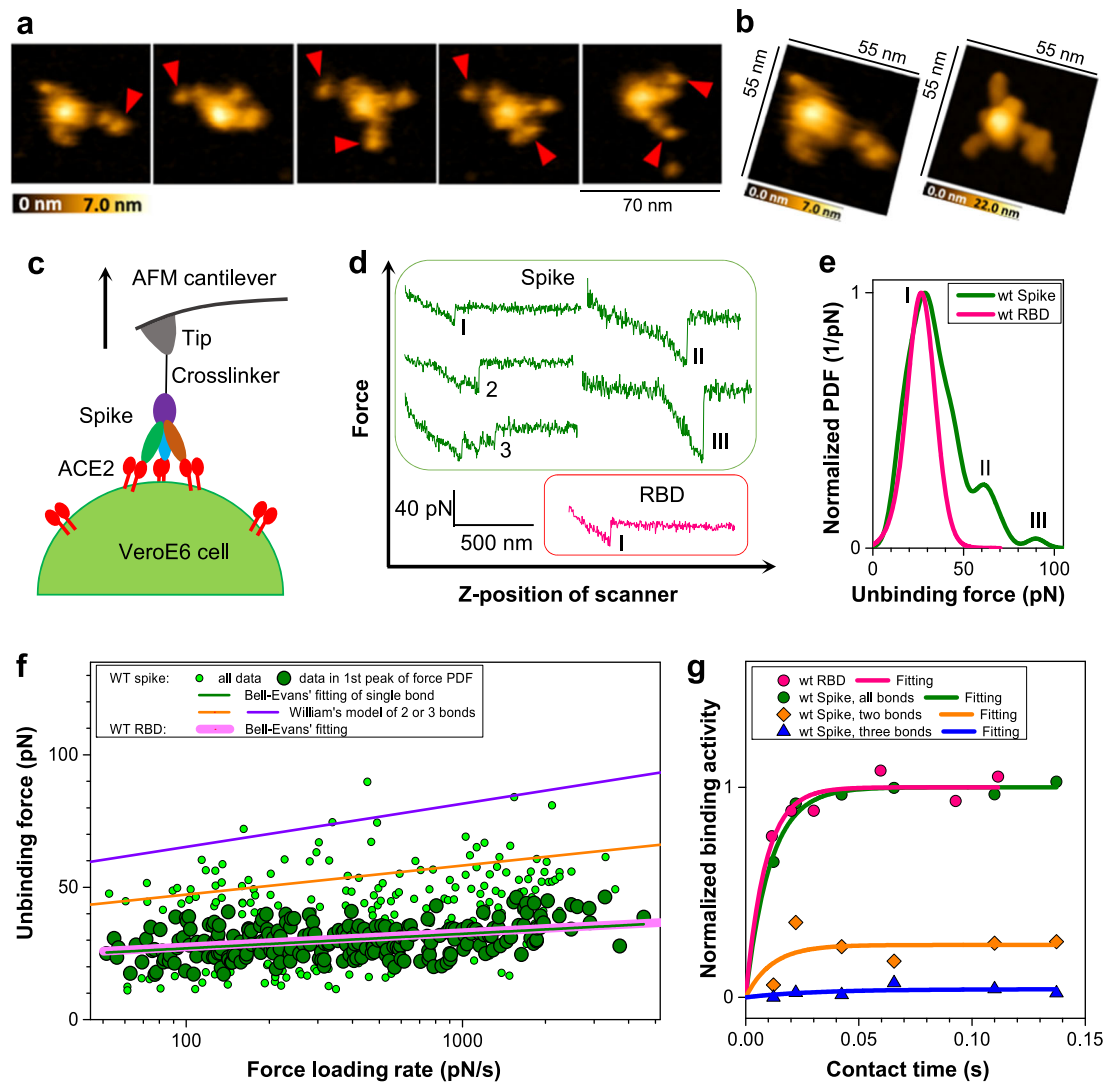 a
0 nm 7.0 nm
70 nm
b
55 nm
55 nm
0.0 nm 7.0 nm
55 nm
55 nm
0.0 nm 22.0 nm
c
AFM cantilever
Tip
Crosslinker
Spike
ACE2
VeroE6 cell
d
Force
Spike
I
2
3
II
III
RBD
I
40 pN
500 nm
Z-position of scanner
e
Normalized PDF (1/pN)
1
0
wt Spike
wt RBD
I
II
III
0 50 100
Unbinding force (pN)
f
Unbinding force (pN)
WT spike: all data data in 1st peak of force PDF
Bell-Evans' fitting of single bond
William's model of 2 or 3 bonds
WT RBD: Bell-Evans' fitting
100
50
0
100 1000
Force loading rate (pN/s)
g
Normalized binding activity
wt RBD Fitting
wt Spike, all bonds Fitting
wt Spike, two bonds Fitting
wt Spike, three bonds Fitting
1
0
0.00 0.05 0.10 0.15
Contact time (s)